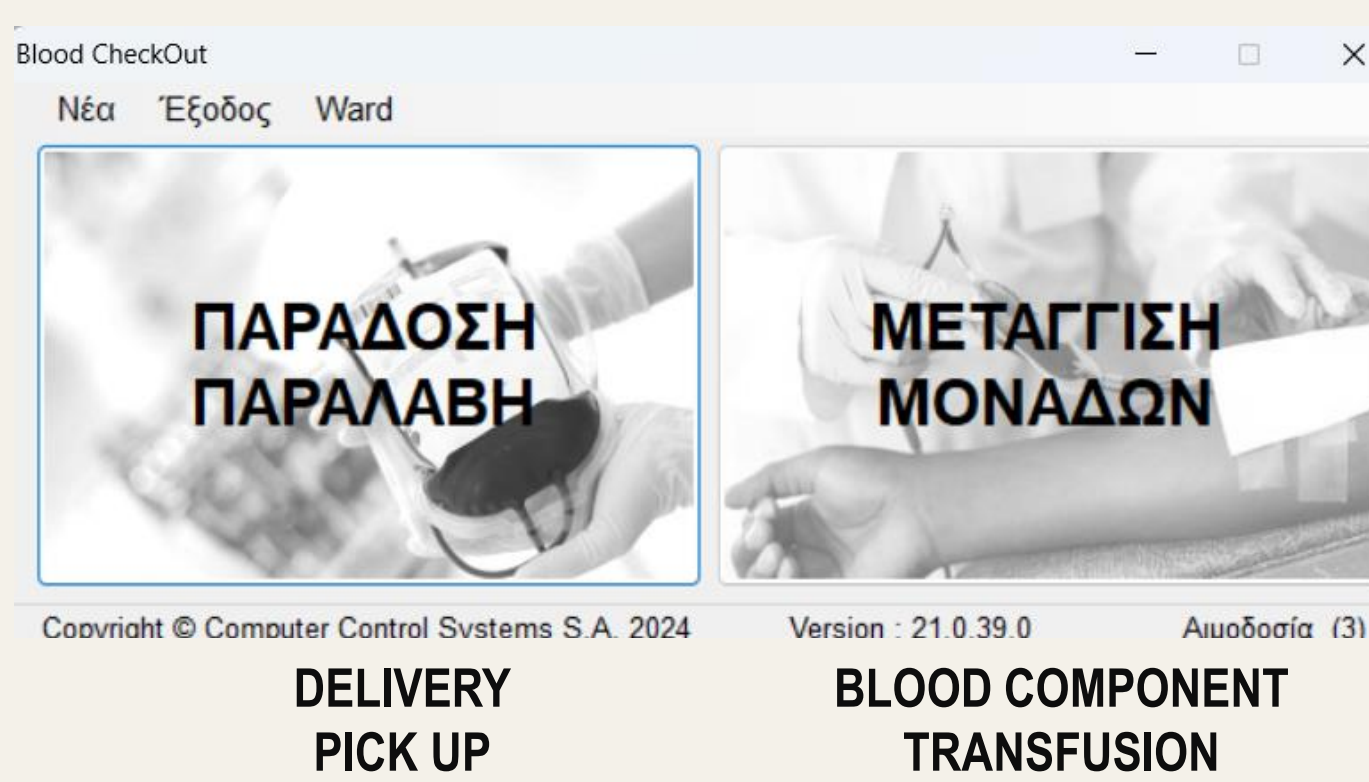 Blood CheckOut
Νέα Έξοδος Ward
ΠΑΡΑΔΟΣΗ
ΠΑΡΑΛΑΒΗ
ΜΕΤΑΓΓΙΣΗ
ΜΟΝΑΔΩΝ
Copyright © Computer Control Systems S.A. 2024 Version : 21.0.39.0 Αιμοδοσία (3)
DELIVERY
PICK UP
BLOOD COMPONENT
TRANSFUSION